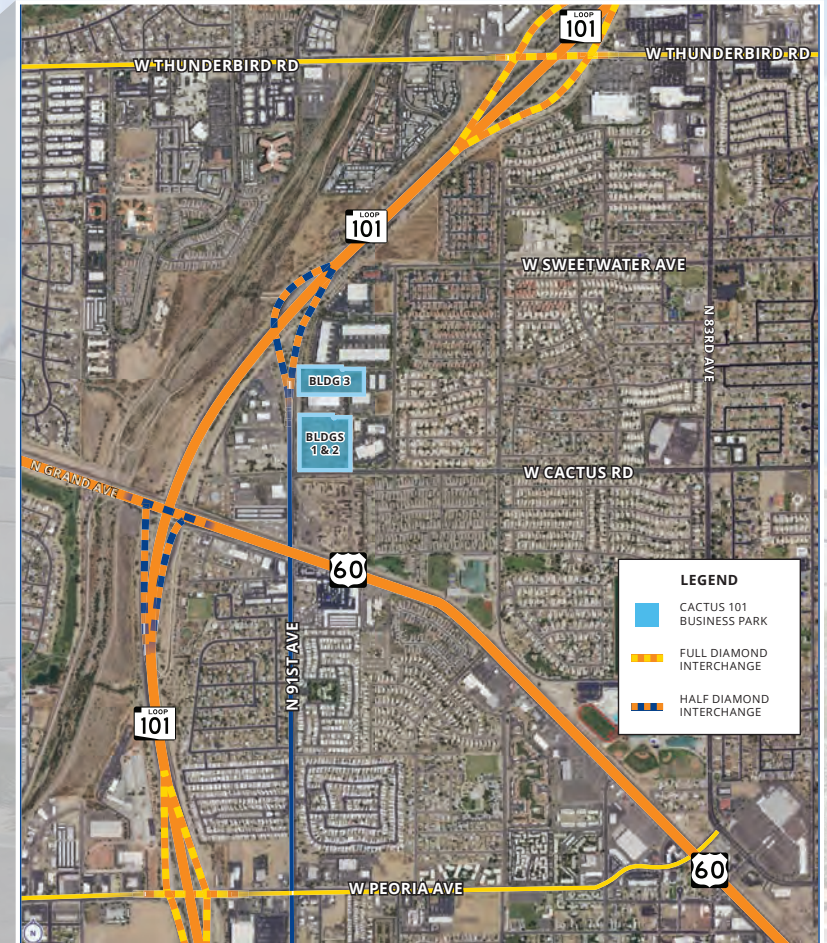 LOOP
101
W THUNDERBIRD RD
W THUNDERBIRD RD
LOOP
101
W SWEETWATER AVE
N 83RD AVE
BLDG 3
BLDGS
1 & 2
N GRAND AVE
W CACTUS RD
60
LEGEND
CACTUS 101
BUSINESS PARK
FULL DIAMOND
INTERCHANGE
HALF DIAMOND
INTERCHANGE
N 91ST AVE
LOOP
101
60
W PEORIA AVE
N